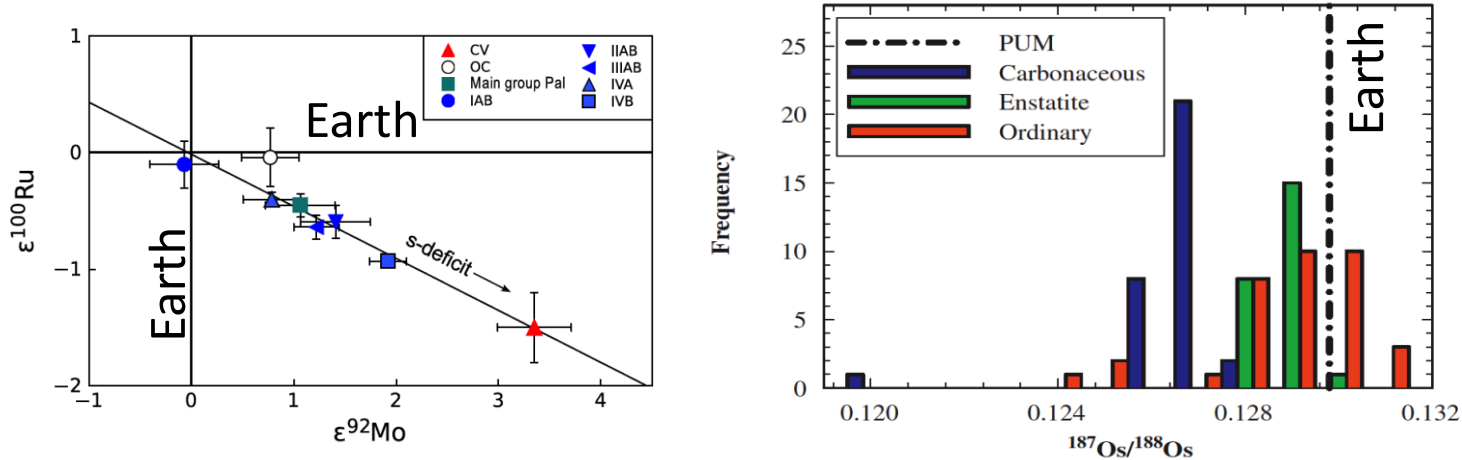 1
0
−1
−2
ε¹⁰⁰Ru
−1
0
1
2
3
4
ε⁹²Mo
CV
OC
Main group Pal
IAB
IIAB
IIIAB
IVA
IVB
Earth
Earth
s-deficit
25
20
15
10
5
0
Frequency
PUM
Carbonaceous
Enstatite
Ordinary
Earth
0.120
0.124
0.128
0.132
¹⁸⁷Os/¹⁸⁸Os